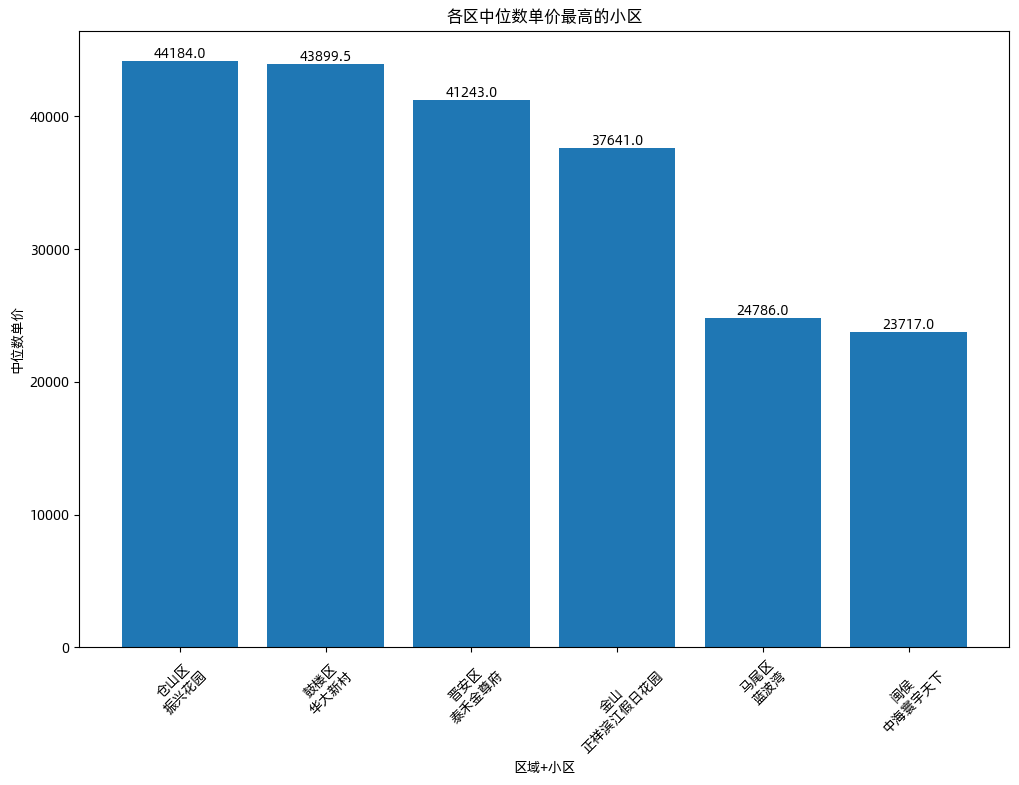 各区中位数单价最高的小区
44184.0
43899.5
41243.0
37641.0
24786.0
23717.0
中位数单价
40000
30000
20000
10000
0
仓山区
振兴花园
鼓楼区
华大新村
晋安区
泰禾金尊府
金山
正祥滨江假日花园
马尾区
蓝波湾
闽侯
中海寰宇天下
区域+小区